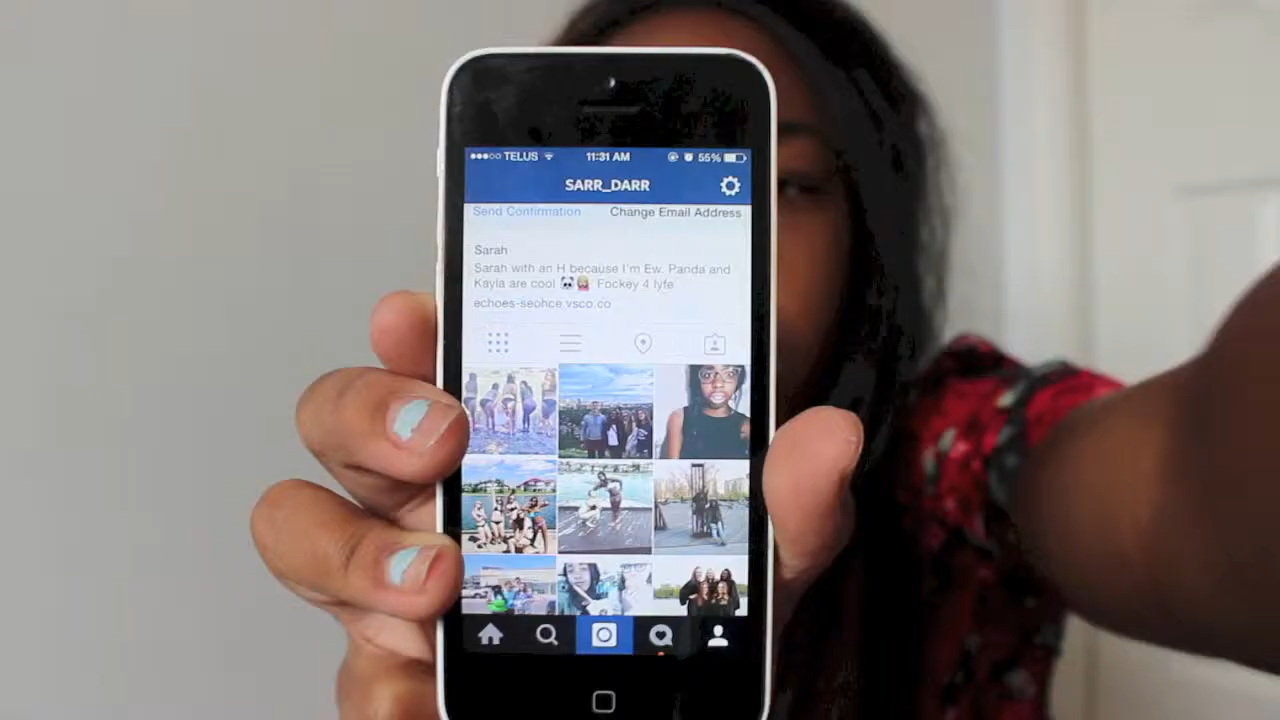 TELUS 11:31 AM 55%
SARR_DARR
Send Confirmation Change Email Address
Sarah
Sarah with an H because I'm Ew. Panda and
Kayla are cool 🐼👩🏼 Fockey 4 lyfe
echoes-seohce.vsco.co